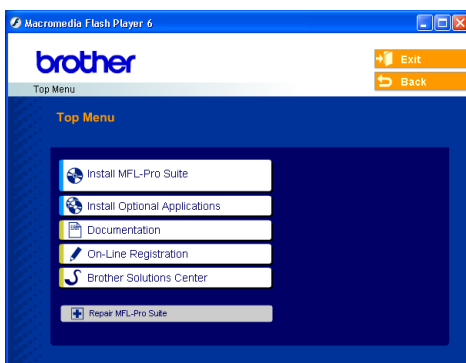 Macromedia Flash Player 6
brother
Exit
Back
Top Menu
Top Menu
Install MFL-Pro Suite
Install Optional Applications
Documentation
On-Line Registration
Brother Solutions Center
Repair MFL-Pro Suite